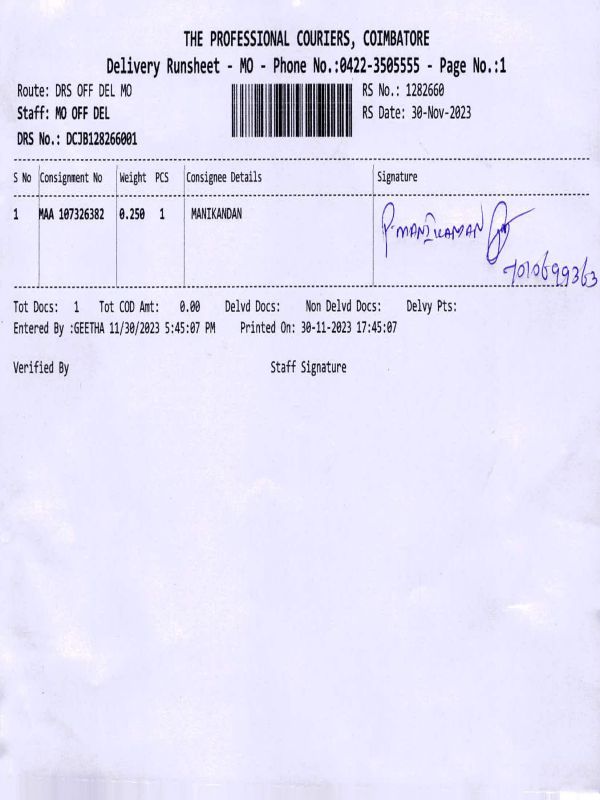 THE PROFESSIONAL COURIERS, COIMBATORE
Delivery Runsheet - MO - Phone No.:0422-3505555 - Page No.:1
Route: DRS OFF DEL MO RS No.: 1282660
Staff: MO OFF DEL RS Date: 30-Nov-2023
DRS No.: DCJB128266001
S No Consignment No Weight PCS Consignee Details Signature
1 MAA 107326382 0.250 1 MANIKANDAN P.MANIKANDAN
7010699363
Tot Docs: 1 Tot COD Amt: 0.00 Delvd Docs: Non Delvd Docs: Delvy Pts:
Entered By :GEETHA 11/30/2023 5:45:07 PM Printed On: 30-11-2023 17:45:07
Verified By Staff Signature